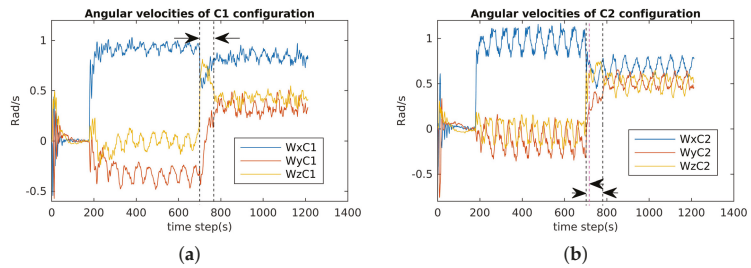 Angular velocities of C1 configuration
Rad/s
1
0.5
0
-0.5
WxC1
WyC1
WzC1
0 200 400 600 800 1000 1200 1400
time step(s)
(a)
Angular velocities of C2 configuration
Rad/s
1
0.5
0
-0.5
WxC2
WyC2
WzC2
0 200 400 600 800 1000 1200 1400
time step(s)
(b)